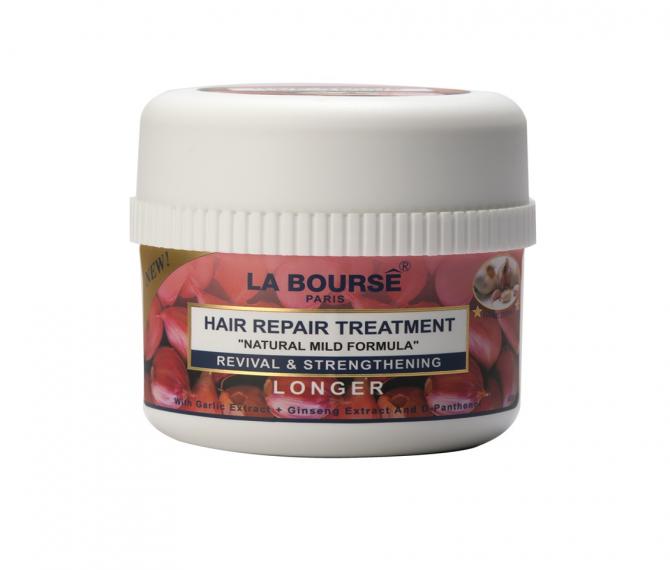 NEW!
LA BOURSÊ®
PARIS
HAIR REPAIR TREATMENT
"NATURAL MILD FORMULA"
REVIVAL & STRENGTHENING
LONGER
With Garlic Extract + Ginseng Extract And D-Panthenol